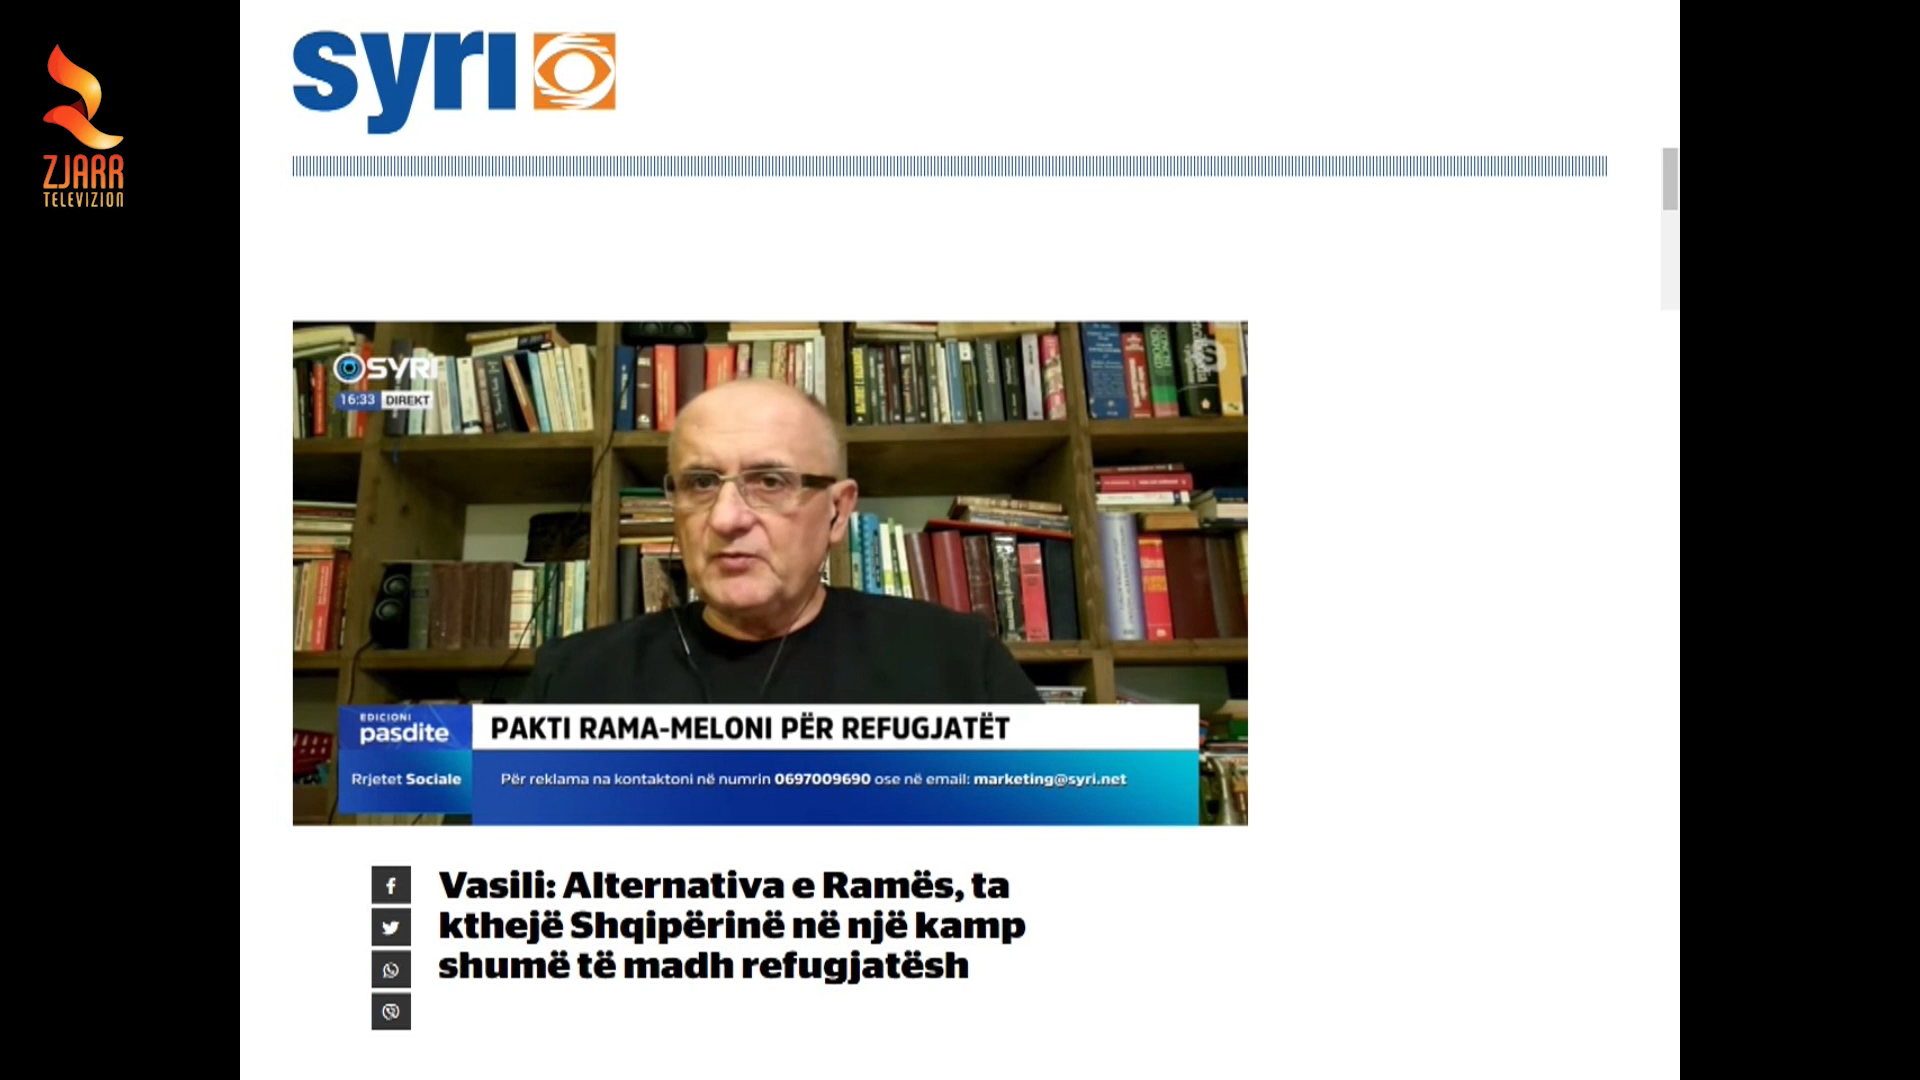 syri
ZJARR
TELEVIZION
SYRI
16:33 DIREKT
EDICIONI
pasdite
PAKTI RAMA-MELONI PËR REFUGJATËT
Rrjetet Sociale
Për reklama na kontaktoni në numrin 0697009690 ose në email: marketing@syri.net
Vasili: Alternativa e Ramës, ta
kthejë Shqipërinë në një kamp
shumë të madh refugjatësh